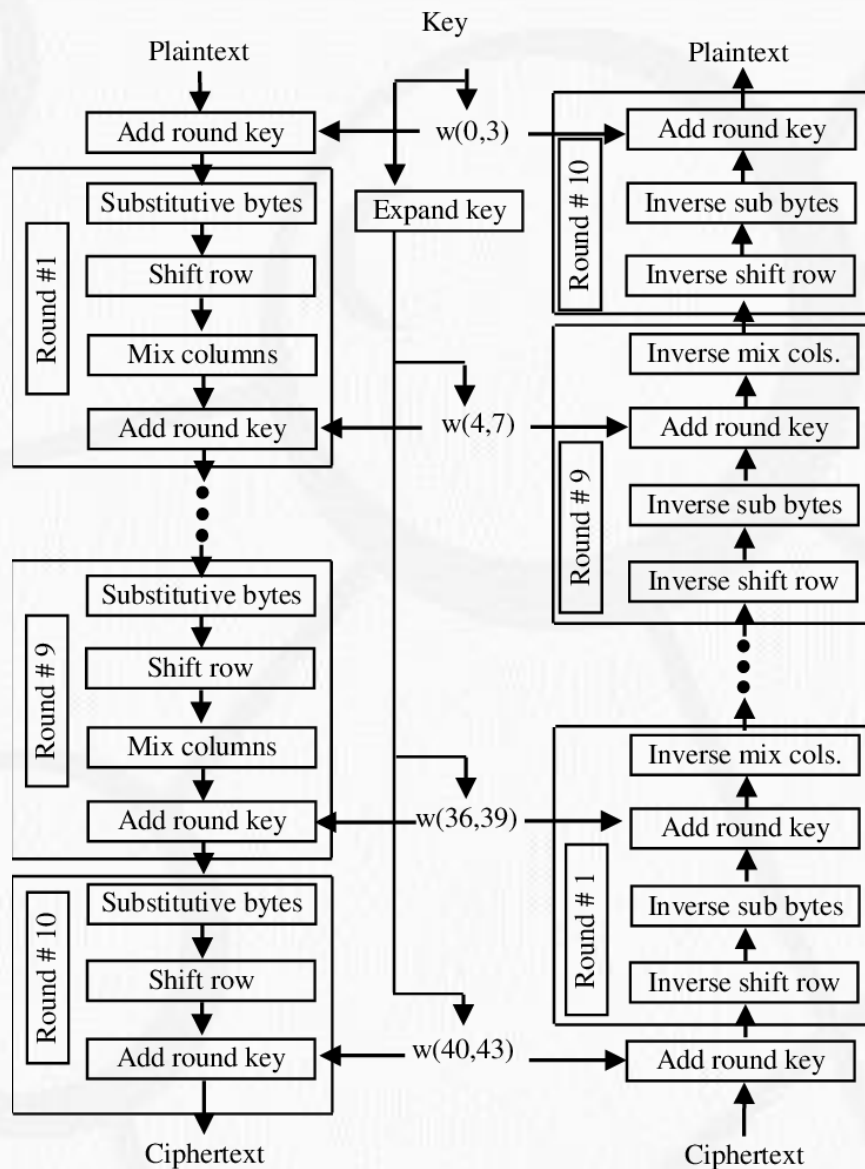 Key
Plaintext
Add round key
Round #1
Substitutive bytes
Shift row
Mix columns
Add round key
Round # 9
Substitutive bytes
Shift row
Mix columns
Add round key
Round # 10
Substitutive bytes
Shift row
Add round key
Ciphertext
w(0,3)
Expand key
w(4,7)
w(36,39)
w(40,43)
Plaintext
Round # 10
Add round key
Inverse sub bytes
Inverse shift row
Round # 9
Inverse mix cols.
Add round key
Inverse sub bytes
Inverse shift row
Round # 1
Inverse mix cols.
Add round key
Inverse sub bytes
Inverse shift row
Add round key
Ciphertext